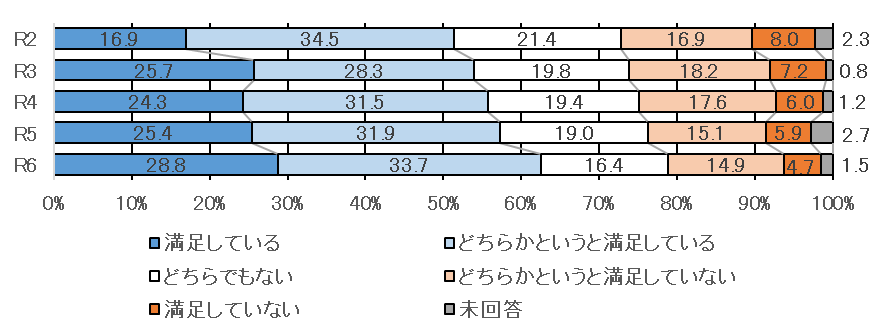 R2 16.9 34.5 21.4 16.9 8.0 2.3
R3 25.7 28.3 19.8 18.2 7.2 0.8
R4 24.3 31.5 19.4 17.6 6.0 1.2
R5 25.4 31.9 19.0 15.1 5.9 2.7
R6 28.8 33.7 16.4 14.9 4.7 1.5
0% 10% 20% 30% 40% 50% 60% 70% 80% 90% 100%
満足している どちらかというと満足している
どちらでもない どちらかというと満足していない
満足していない 未回答